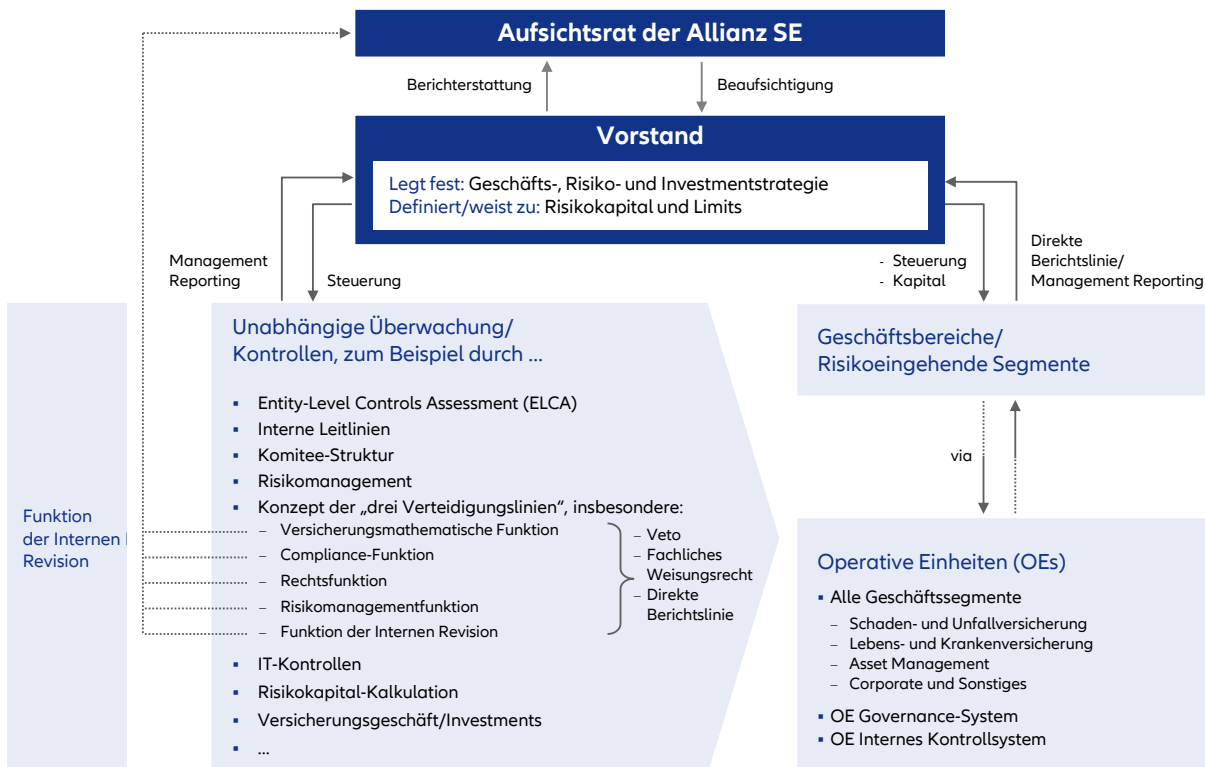 Aufsichtsrat der Allianz SE
Berichterstattung
Beaufsichtigung
Vorstand
Legt fest: Geschäfts-, Risiko- und Investmentstrategie
Definiert/weist zu: Risikokapital und Limits
Management
Reporting
Steuerung
- Steuerung
- Kapital
Direkte
Berichtslinie/
Management Reporting
Funktion
der Internen
Revision
Unabhängige Überwachung/
Kontrollen, zum Beispiel durch ...
▪ Entity-Level Controls Assessment (ELCA)
▪ Interne Leitlinien
▪ Komitee-Struktur
▪ Risikomanagement
▪ Konzept der „drei Verteidigungslinien“, insbesondere:
– Versicherungsmathematische Funktion
– Compliance-Funktion
– Rechtsfunktion
– Risikomanagementfunktion
– Funktion der Internen Revision
– Veto
– Fachliches
Weisungsrecht
– Direkte
Berichtslinie
▪ IT-Kontrollen
▪ Risikokapital-Kalkulation
▪ Versicherungsgeschäft/Investments
▪ ...
Geschäftsbereiche/
Risikoeingehende Segmente
via
Operative Einheiten (OEs)
▪ Alle Geschäftssegmente
– Schaden- und Unfallversicherung
– Lebens- und Krankenversicherung
– Asset Management
– Corporate und Sonstiges
▪ OE Governance-System
▪ OE Internes Kontrollsystem